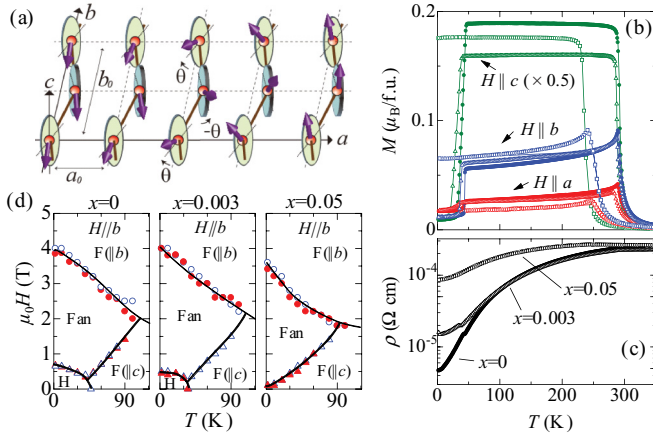 (a)
b
c
b₀
θ
-θ
θ
a
a₀
(b)
0.2
0.1
0
M (μB/f.u.)
H ∥ c (× 0.5)
H ∥ b
H ∥ a
(d)
x=0
x=0.003
x=0.05
H//b
H//b
H//b
F(∥b)
F(∥b)
F(∥b)
Fan
Fan
Fan
F(∥c)
F(∥c)
F(∥c)
H
H
μ₀H (T)
5
4
3
2
1
0
0
90
0
90
0
90
T (K)
10⁻⁴
10⁻⁵
ρ (Ω cm)
x=0.05
x=0.003
x=0
(c)
0
100
200
300
T (K)